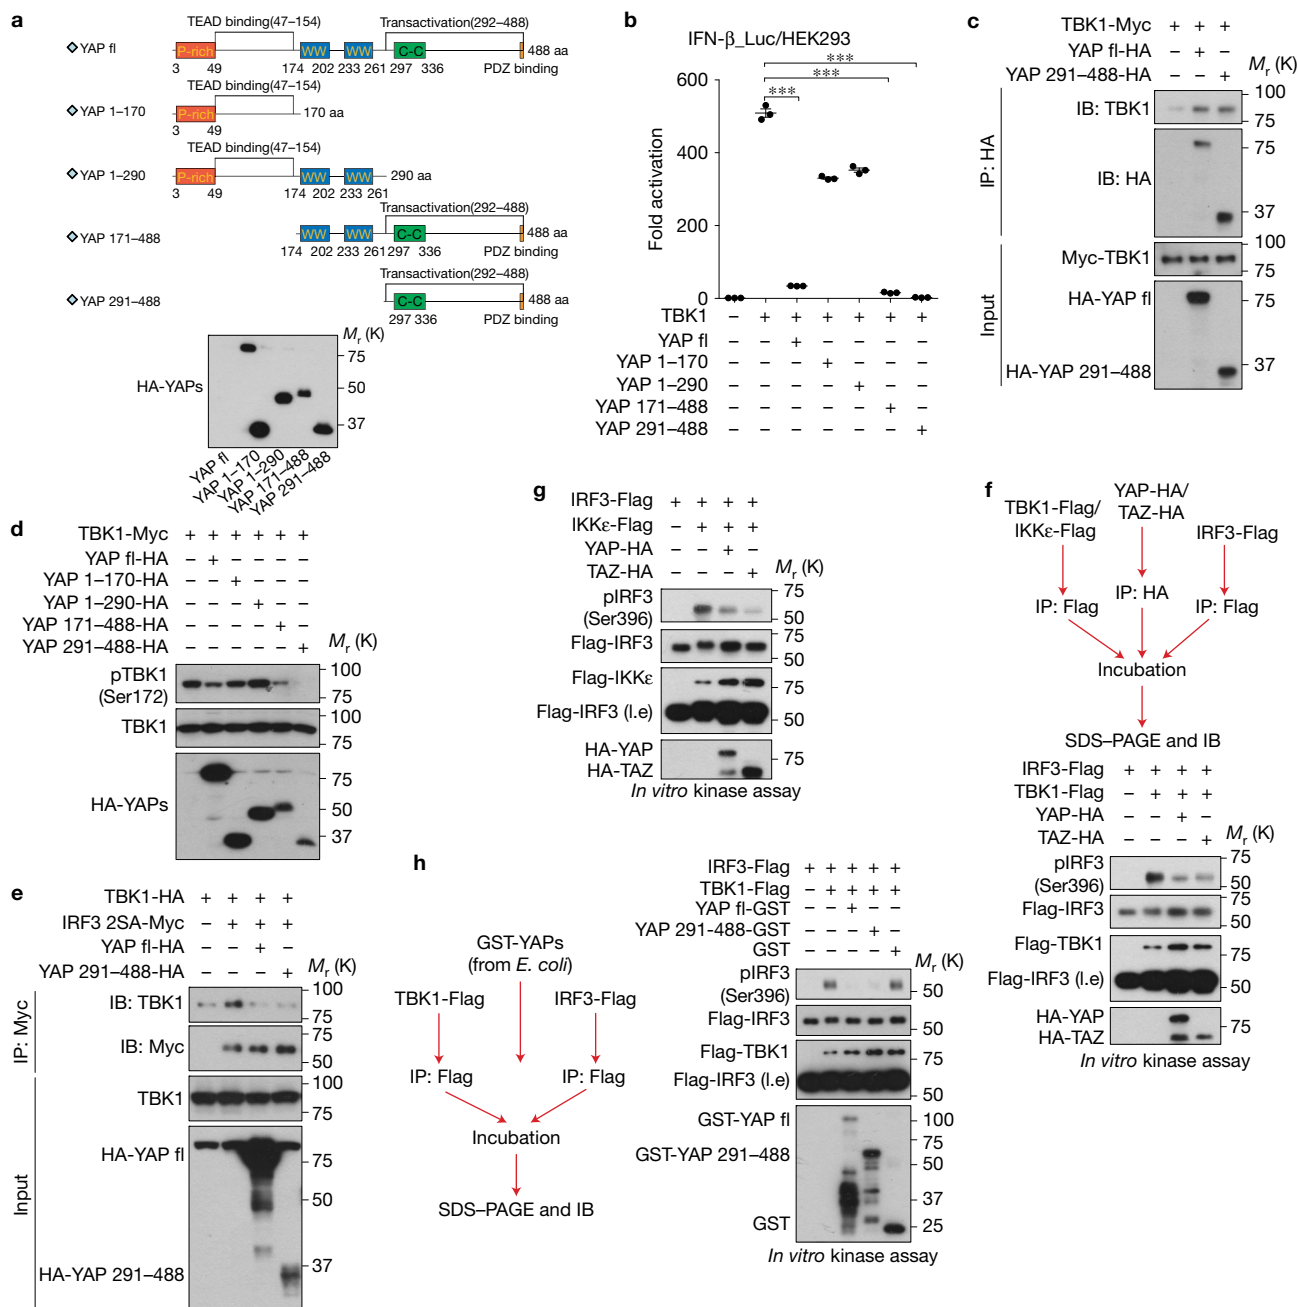 a
TEAD binding(47–154)
Transactivation(292–488)
YAP fl
P-rich
WW
WW
C-C
488 aa
3 49 174 202 233 261 297 336 PDZ binding
TEAD binding(47–154)
YAP 1–170
P-rich
170 aa
3 49
TEAD binding(47–154)
YAP 1–290
P-rich
WW
WW
290 aa
3 49 174 202 233 261
Transactivation(292–488)
YAP 171–488
WW
WW
C-C
488 aa
174 202 233 261 297 336 PDZ binding
Transactivation(292–488)
YAP 291–488
C-C
488 aa
297 336 PDZ binding
Mr (K)
75
HA-YAPs
50
37
YAP fl
YAP 1–170
YAP 1–290
YAP 171–488
YAP 291–488
b
IFN-β_Luc/HEK293
***
***
***
600
400
200
0
Fold activation
TBK1 – + + + + + +
YAP fl – – + – – – –
YAP 1–170 – – – + – – –
YAP 1–290 – – – – + – –
YAP 171–488 – – – – – + –
YAP 291–488 – – – – – – +
c
TBK1-Myc + + +
YAP fl-HA – + –
YAP 291–488-HA – – +
Mr (K)
IP: HA
IB: TBK1
100
75
IB: HA
75
37
Input
Myc-TBK1
100
75
HA-YAP fl
75
HA-YAP 291–488
37
d
TBK1-Myc + + + + + +
YAP fl-HA – + – – – –
YAP 1–170-HA – – + – – –
YAP 1–290-HA – – – + – –
YAP 171–488-HA – – – – + –
YAP 291–488-HA – – – – – +
Mr (K)
pTBK1
(Ser172)
100
75
TBK1
100
75
HA-YAPs
75
50
37
e
TBK1-HA + + + +
IRF3 2SA-Myc – + + +
YAP fl-HA – – + –
YAP 291–488-HA – – – +
Mr (K)
IP: Myc
IB: TBK1
100
75
IB: Myc
75
50
Input
TBK1
100
75
HA-YAP fl
75
50
HA-YAP 291–488
37
g
IRF3-Flag + + + +
IKKε-Flag – + + +
YAP-HA – – + –
TAZ-HA – – – +
Mr (K)
pIRF3
(Ser396)
75
50
Flag-IRF3
75
50
Flag-IKKε
75
Flag-IRF3 (l.e)
50
HA-YAP
75
HA-TAZ
In vitro kinase assay
f
TBK1-Flag/
IKKε-Flag
YAP-HA/
TAZ-HA
IRF3-Flag
IP: Flag
IP: HA
IP: Flag
Incubation
SDS–PAGE and IB
IRF3-Flag + + + +
TBK1-Flag – + + +
YAP-HA – – + –
TAZ-HA – – – +
Mr (K)
pIRF3
(Ser396)
75
50
Flag-IRF3
75
50
Flag-TBK1
75
Flag-IRF3 (l.e)
50
HA-YAP
75
HA-TAZ
In vitro kinase assay
h
GST-YAPs
(from E. coli)
TBK1-Flag
IRF3-Flag
IP: Flag
IP: Flag
Incubation
SDS–PAGE and IB
IRF3-Flag + + + + +
TBK1-Flag – + + + +
YAP fl-GST – – + – –
YAP 291–488-GST – – – + –
GST – – – – +
Mr (K)
pIRF3
(Ser396)
50
Flag-IRF3
50
Flag-TBK1
75
Flag-IRF3 (l.e)
50
GST-YAP fl
100
75
GST-YAP 291–488
50
37
GST
25
In vitro kinase assay